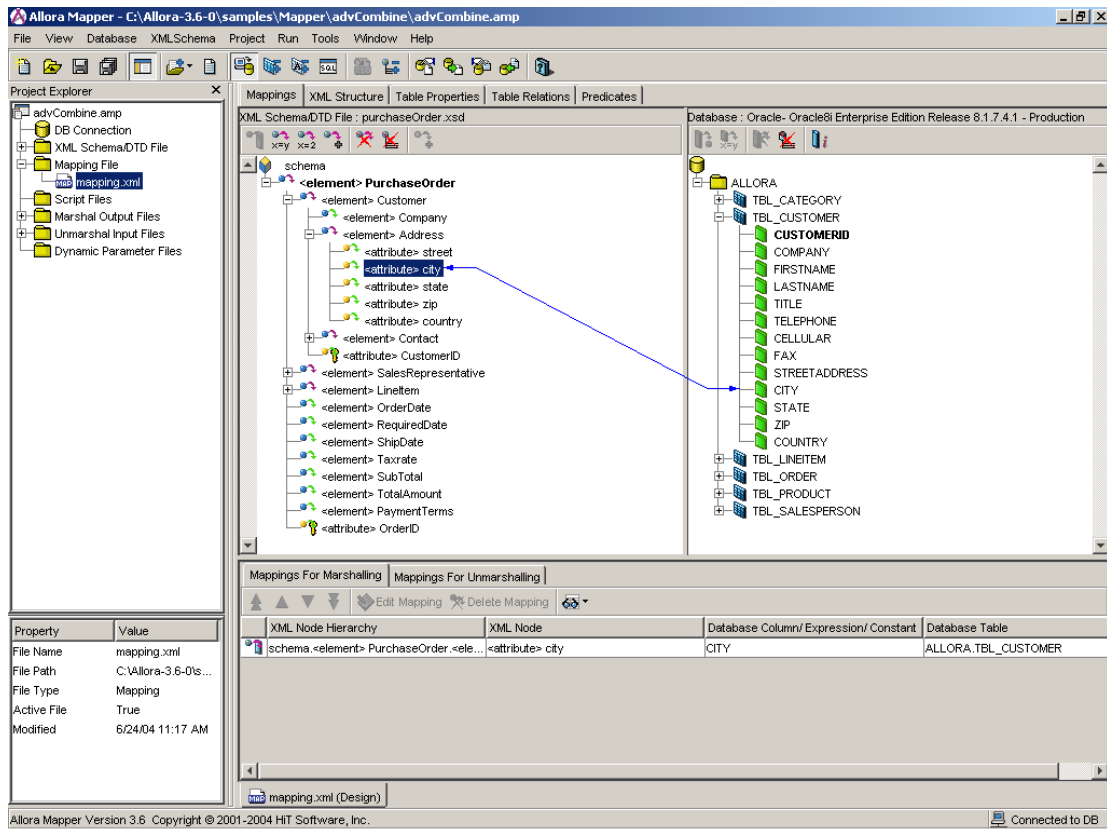 Allora Mapper - C:\Allora-3.6-0\samples\Mapper\advCombine\advCombine.amp
File View Database XMLSchema Project Run Tools Window Help
SQL
Project Explorer
advCombine.amp
DB Connection
XML Schema/DTD File
Mapping File
MAP mapping.xml
Script Files
Marshal Output Files
Unmarshal Input Files
Dynamic Parameter Files
Property Value
File Name mapping.xml
File Path C:\Allora-3.6-0\s...
File Type Mapping
Active File True
Modified 6/24/04 11:17 AM
Mappings XML Structure Table Properties Table Relations Predicates
XML Schema/DTD File : purchaseOrder.xsd
x=y x=2
schema
<element> PurchaseOrder
<element> Customer
<element> Company
<element> Address
<attribute> street
<attribute> city
<attribute> state
<attribute> zip
<attribute> country
<element> Contact
<attribute> CustomerID
<element> SalesRepresentative
<element> LineItem
<element> OrderDate
<element> RequiredDate
<element> ShipDate
<element> Taxrate
<element> SubTotal
<element> TotalAmount
<element> PaymentTerms
<attribute> OrderID
Database : Oracle- Oracle8i Enterprise Edition Release 8.1.7.4.1 - Production
x=y
ALLORA
TBL_CATEGORY
TBL_CUSTOMER
CUSTOMERID
COMPANY
FIRSTNAME
LASTNAME
TITLE
TELEPHONE
CELLULAR
FAX
STREETADDRESS
CITY
STATE
ZIP
COUNTRY
TBL_LINEITEM
TBL_ORDER
TBL_PRODUCT
TBL_SALESPERSON
Mappings For Marshalling Mappings For Unmarshalling
Edit Mapping Delete Mapping
XML Node Hierarchy XML Node Database Column/ Expression/ Constant Database Table
schema.<element> PurchaseOrder.<ele... <attribute> city CITY ALLORA.TBL_CUSTOMER
MAP mapping.xml (Design)
Allora Mapper Version 3.6 Copyright © 2001-2004 HiT Software, Inc. Connected to DB